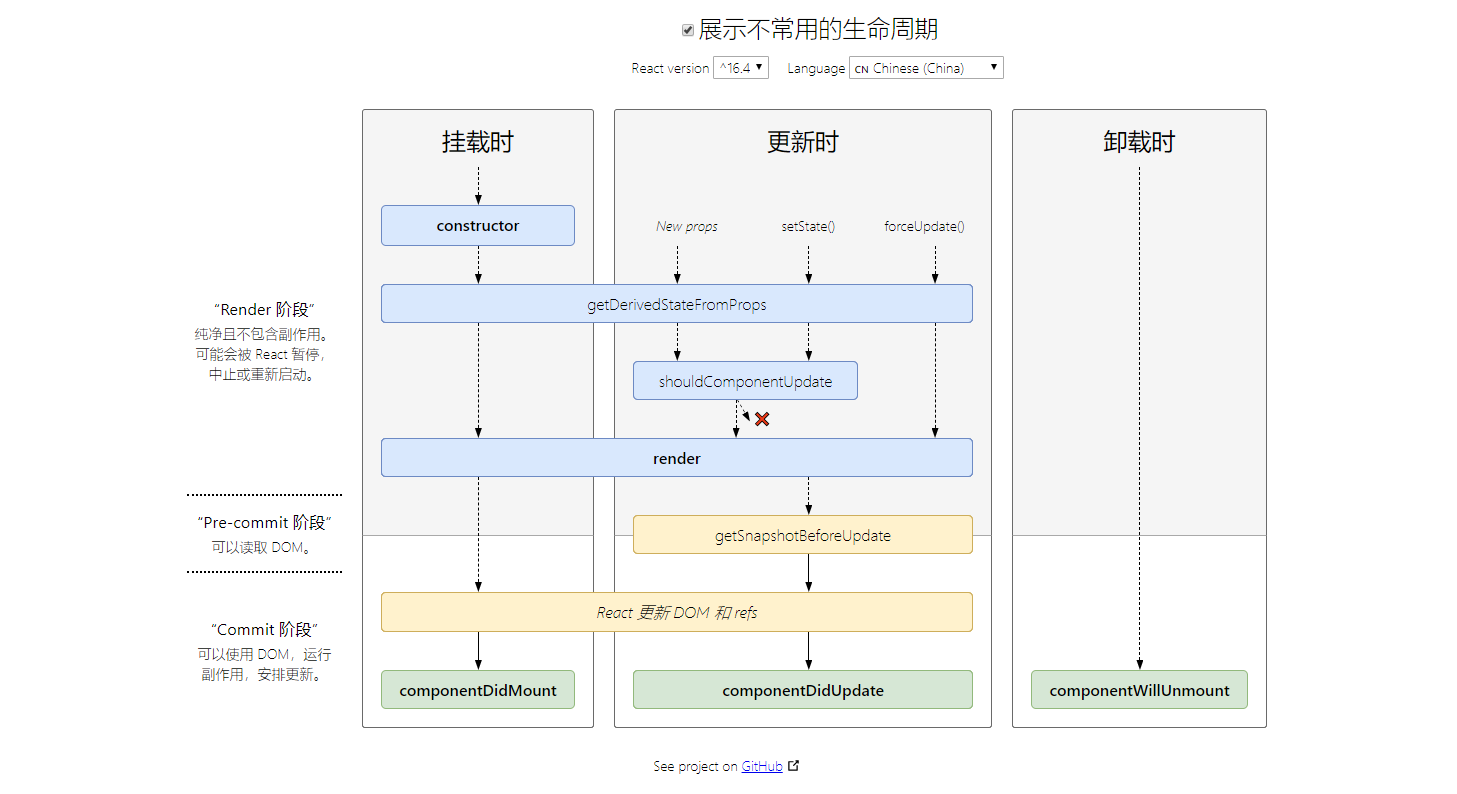 展示不常用的生命周期
React version ^16.4 Language CN Chinese (China)
挂载时
更新时
卸载时
constructor
New props
setState()
forceUpdate()
getDerivedStateFromProps
“Render 阶段”
纯净且不包含副作用。
可能会被 React 暂停，
中止或重新启动。
shouldComponentUpdate
render
“Pre-commit 阶段”
可以读取 DOM。
getSnapshotBeforeUpdate
React 更新 DOM 和 refs
“Commit 阶段”
可以使用 DOM，运行
副作用，安排更新。
componentDidMount
componentDidUpdate
componentWillUnmount
See project on GitHub